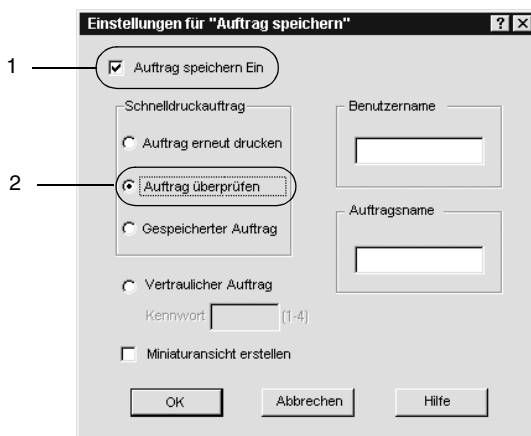 Einstellungen für "Auftrag speichern"
1
Auftrag speichern Ein
Schnelldruckauftrag
Benutzername
Auftrag erneut drucken
2
Auftrag überprüfen
Auftragsname
Gespeicherter Auftrag
Vertraulicher Auftrag
Kennwort (1-4)
Miniaturansicht erstellen
OK Abbrechen Hilfe